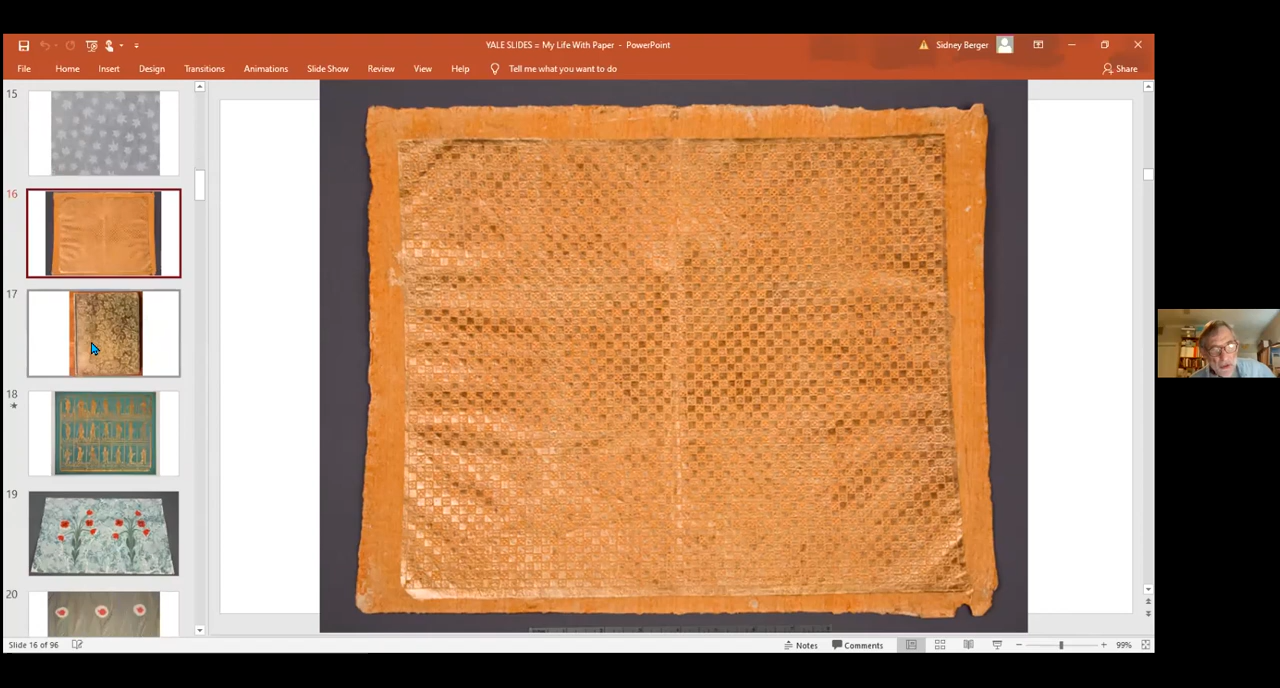 YALE SLIDES = My Life With Paper - PowerPoint
Sidney Berger
File Home Insert Design Transitions Animations Slide Show Review View Help Tell me what you want to do
Share
15
16
17
18
19
20
Slide 16 of 96
Notes Comments
99%